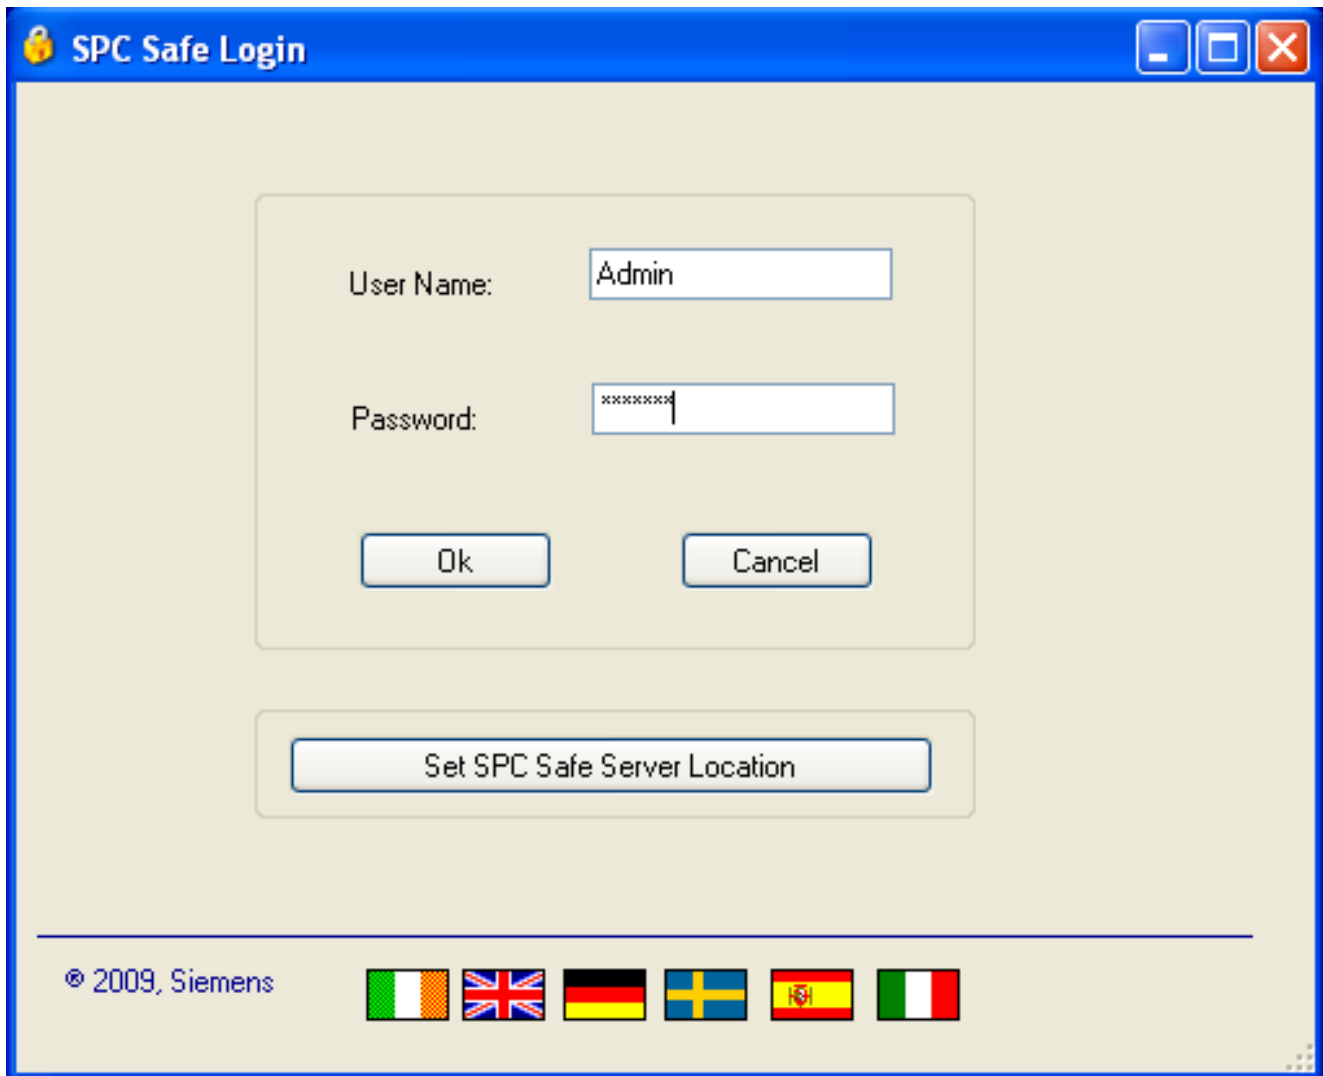 SPC Safe Login
User Name: Admin
Password: *******
Ok Cancel
Set SPC Safe Server Location
® 2009, Siemens